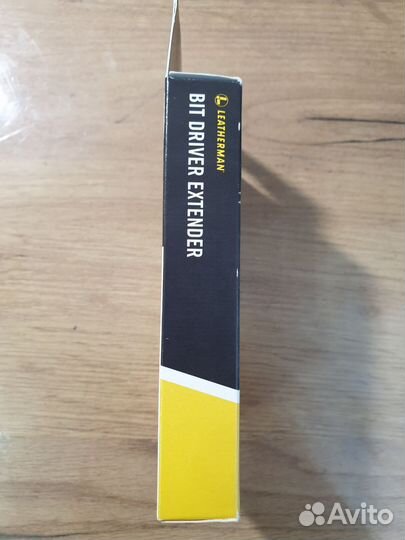 LEATHERMAN
BIT DRIVER EXTENDER
Avito